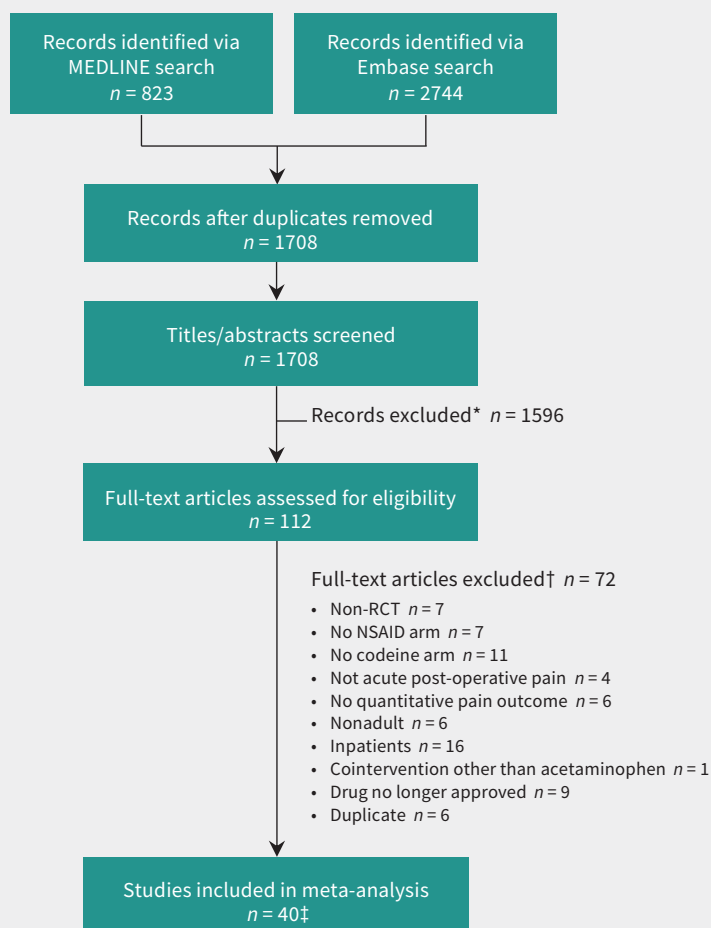 Records identified via
MEDLINE search
n = 823
Records identified via
Embase search
n = 2744
Records after duplicates removed
n = 1708
Titles/abstracts screened
n = 1708
Records excluded* n = 1596
Full-text articles assessed for eligibility
n = 112
Full-text articles excluded† n = 72
• Non-RCT n = 7
• No NSAID arm n = 7
• No codeine arm n = 11
• Not acute post-operative pain n = 4
• No quantitative pain outcome n = 6
• Nonadult n = 6
• Inpatients n = 16
• Cointervention other than acetaminophen n = 1
• Drug no longer approved n = 9
• Duplicate n = 6
Studies included in meta-analysis
n = 40‡